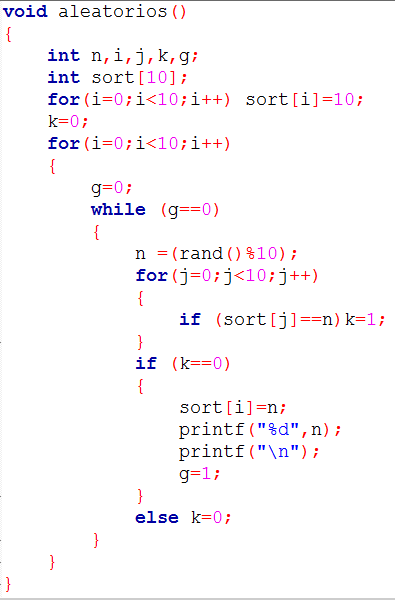 void aleatorios()
{
    int n,i,j,k,g;
    int sort[10];
    for(i=0;i<10;i++) sort[i]=10;
    k=0;
    for(i=0;i<10;i++)
    {
        g=0;
        while (g==0)
        {
            n =(rand()%10);
            for(j=0;j<10;j++)
            {
                if (sort[j]==n)k=1;
            }
            if (k==0)
            {
                sort[i]=n;
                printf("%d",n);
                printf("\n");
                g=1;
            }
            else k=0;
        }
    }
}